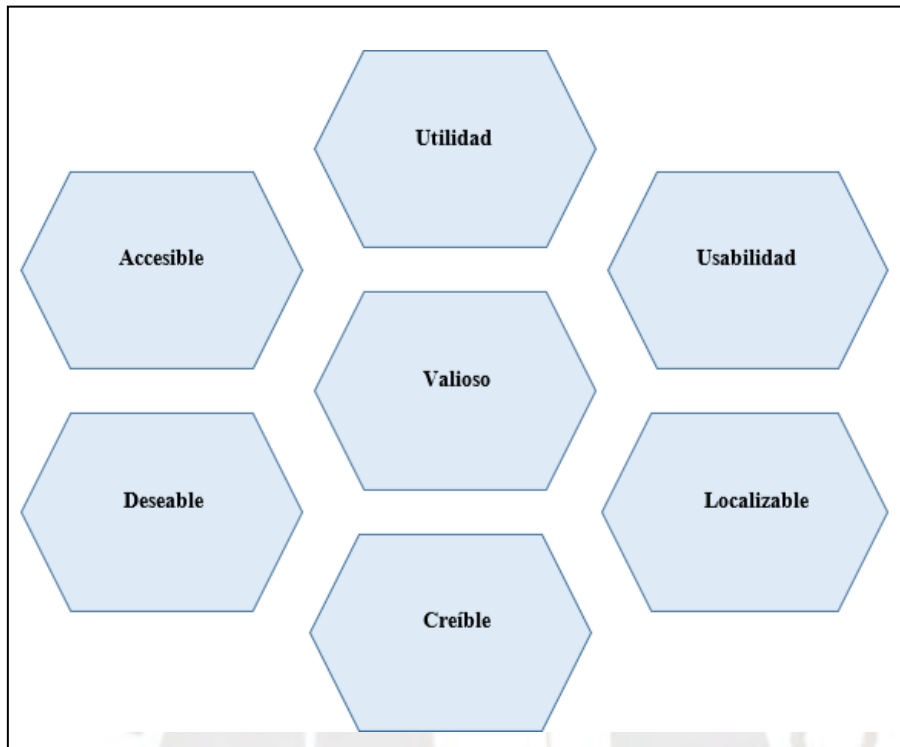 Utilidad
Accesible
Usabilidad
Valioso
Deseable
Localizable
Creíble